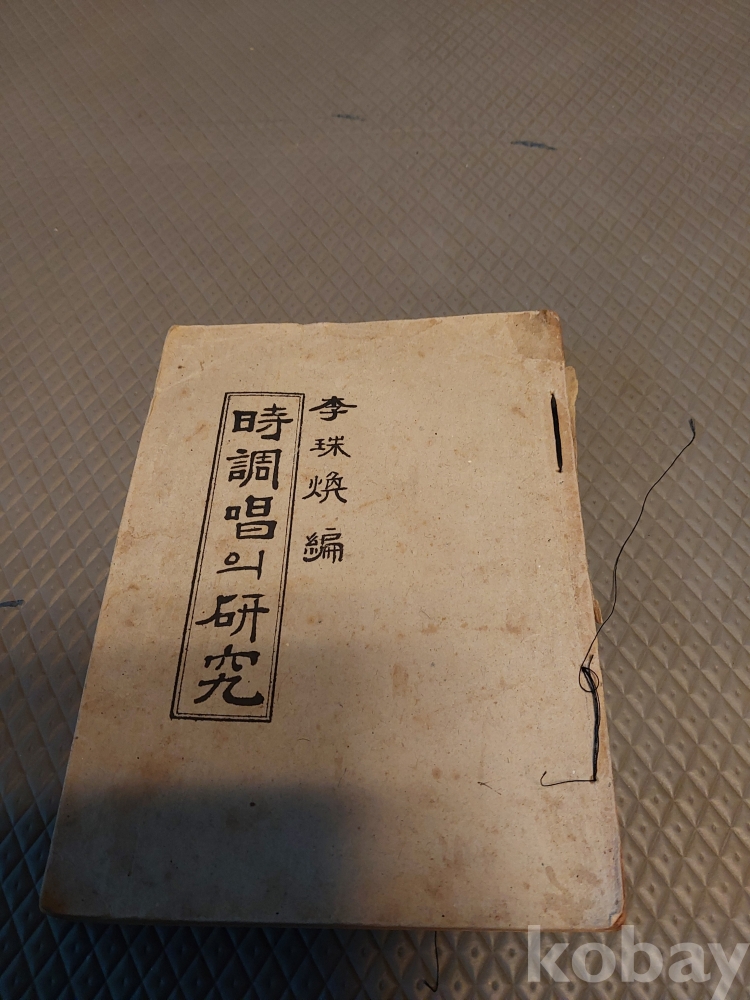 李珠煥 編
時調唱의 研究
kobay